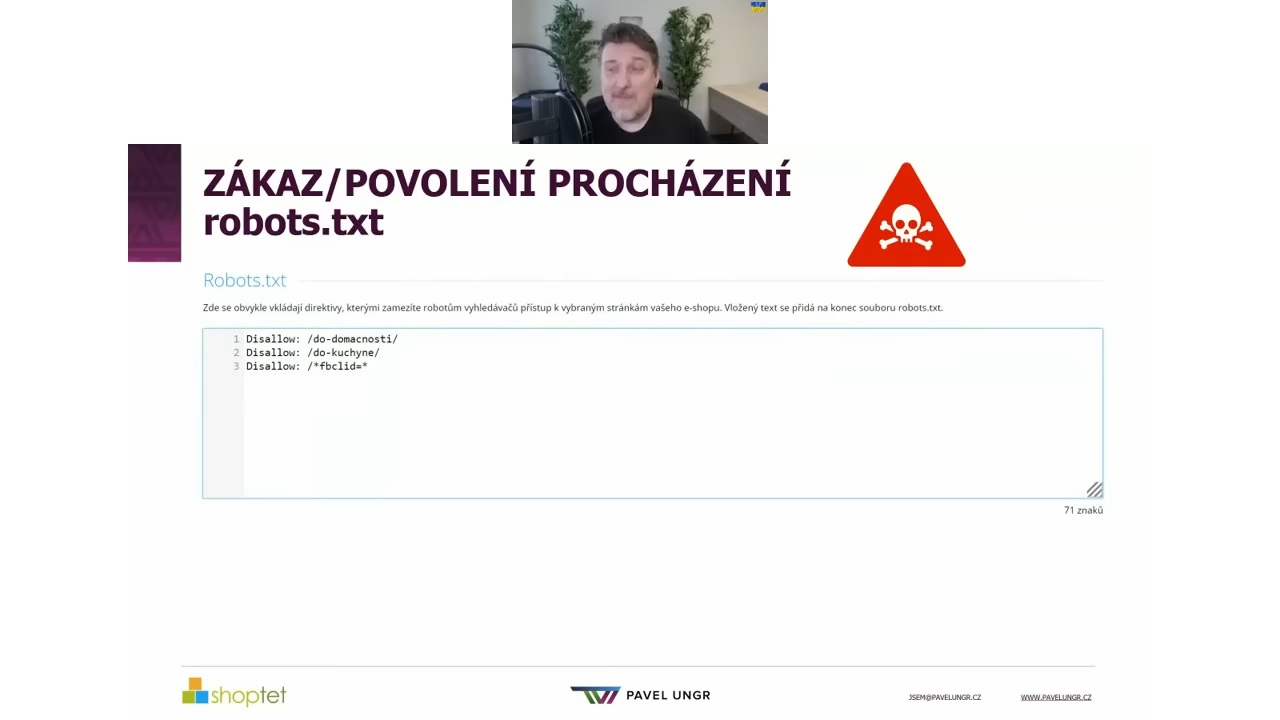 ZÁKAZ/POVOLENÍ PROCHÁZENÍ
robots.txt
Robots.txt
Zde se obvykle vkládají direktivy, kterými zamezíte robotům vyhledávačů přístup k vybraným stránkám vašeho e-shopu. Vložený text se přidá na konec souboru robots.txt.
1 Disallow: /do-domacnosti/
2 Disallow: /do-kuchyne/
3 Disallow: /*fbclid=*
71 znaků
shoptet
PAVEL UNGR
JSEM@PAVELUNGR.CZ
WWW.PAVELUNGR.CZ